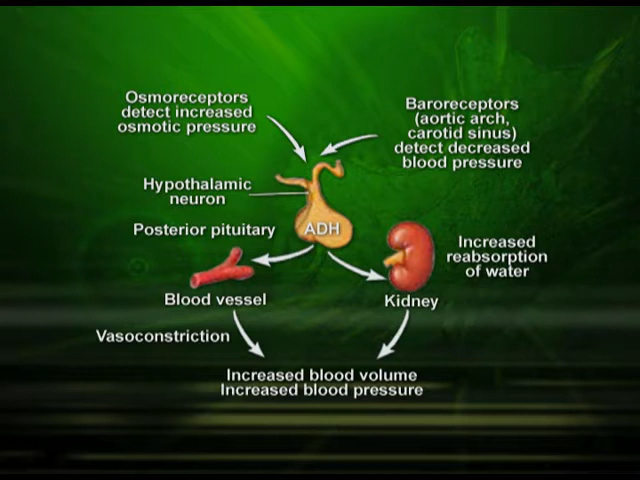 Osmoreceptors
detect increased
osmotic pressure
Baroreceptors
(aortic arch,
carotid sinus)
detect decreased
blood pressure
Hypothalamic
neuron
Posterior pituitary
ADH
Increased
reabsorption
of water
Blood vessel
Kidney
Vasoconstriction
Increased blood volume
Increased blood pressure